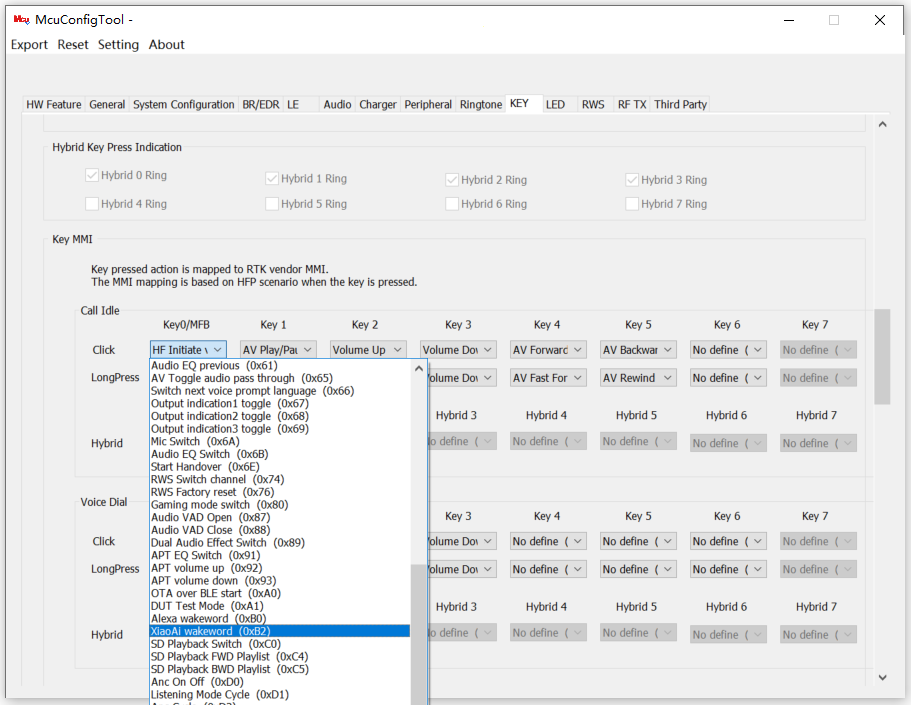 Mcu McuConfigTool -
Export Reset Setting About
HW Feature General System Configuration BR/EDR LE Audio Charger Peripheral Ringtone KEY LED RWS RF TX Third Party
Hybrid Key Press Indication
Hybrid 0 Ring Hybrid 1 Ring Hybrid 2 Ring Hybrid 3 Ring
Hybrid 4 Ring Hybrid 5 Ring Hybrid 6 Ring Hybrid 7 Ring
Key MMI
Key pressed action is mapped to RTK vendor MMI.
The MMI mapping is based on HFP scenario when the key is pressed.
Call Idle
Key0/MFB Key 1 Key 2 Key 3 Key 4 Key 5 Key 6 Key 7
Click HF Initiate v AV Play/Pau Volume Up Volume Dov AV Forward AV Backwar No define ( No define (
LongPress Volume Dov AV Fast For AV Rewind No define ( No define (
Hybrid 3 Hybrid 4 Hybrid 5 Hybrid 6 Hybrid 7
Hybrid No define ( No define ( No define ( No define ( No define (
Audio EQ previous (0x61)
AV Toggle audio pass through (0x65)
Switch next voice prompt language (0x66)
Output indication1 toggle (0x67)
Output indication2 toggle (0x68)
Output indication3 toggle (0x69)
Mic Switch (0x6A)
Audio EQ Switch (0x6B)
Start Handover (0x6E)
RWS Switch channel (0x74)
RWS Factory reset (0x76)
Gaming mode switch (0x80)
Audio VAD Open (0x87)
Audio VAD Close (0x88)
Dual Audio Effect Switch (0x89)
APT EQ Switch (0x91)
APT volume up (0x92)
APT volume down (0x93)
OTA over BLE start (0xA0)
DUT Test Mode (0xA1)
Alexa wakeword (0xB0)
XiaoAi wakeword (0xB2)
SD Playback Switch (0xC0)
SD Playback FWD Playlist (0xC4)
SD Playback BWD Playlist (0xC5)
Anc On Off (0xD0)
Listening Mode Cycle (0xD1)
Voice Dial
Key 3 Key 4 Key 5 Key 6 Key 7
Click Volume Dov No define ( No define ( No define ( No define (
LongPress Volume Dov No define ( No define ( No define ( No define (
Hybrid 3 Hybrid 4 Hybrid 5 Hybrid 6 Hybrid 7
Hybrid No define ( No define ( No define ( No define ( No define (